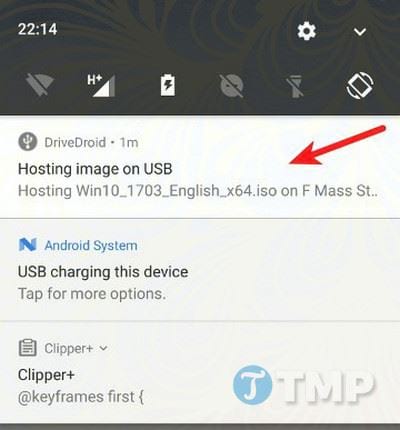 22:14
H+
DriveDroid • 1m
Hosting image on USB
Hosting Win10_1703_English_x64.iso on F Mass St..
Android System
USB charging this device
Tap for more options.
Clipper+
Clipper+
@keyframes first {
TMP